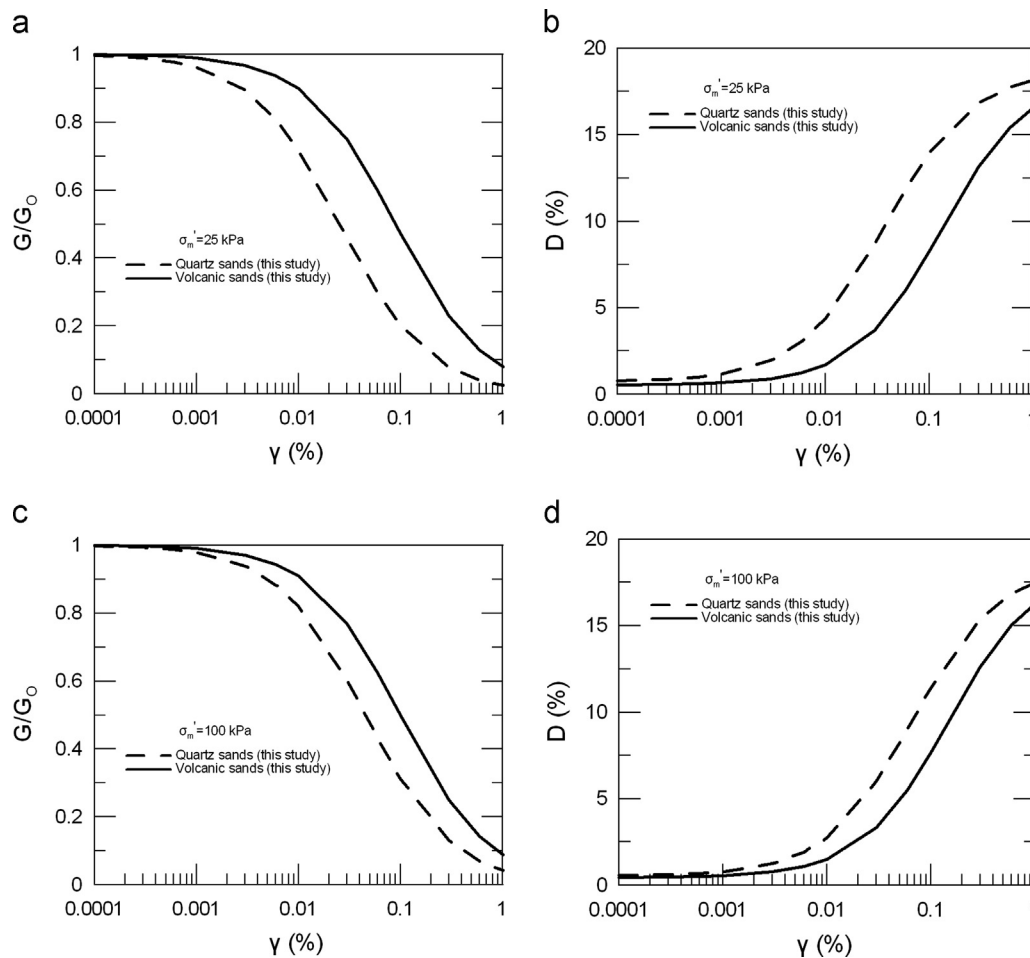 a
1
0.8
0.6
0.4
0.2
0
G/G₀
σₘ'=25 kPa
Quartz sands (this study)
Volcanic sands (this study)
0.0001 0.001 0.01 0.1 1
γ (%)
b
20
15
10
5
0
D (%)
σₘ'=25 kPa
Quartz sands (this study)
Volcanic sands (this study)
0.0001 0.001 0.01 0.1 1
γ (%)
c
1
0.8
0.6
0.4
0.2
0
G/G₀
σₘ'=100 kPa
Quartz sands (this study)
Volcanic sands (this study)
0.0001 0.001 0.01 0.1 1
γ (%)
d
20
15
10
5
0
D (%)
σₘ'=100 kPa
Quartz sands (this study)
Volcanic sands (this study)
0.0001 0.001 0.01 0.1 1
γ (%)